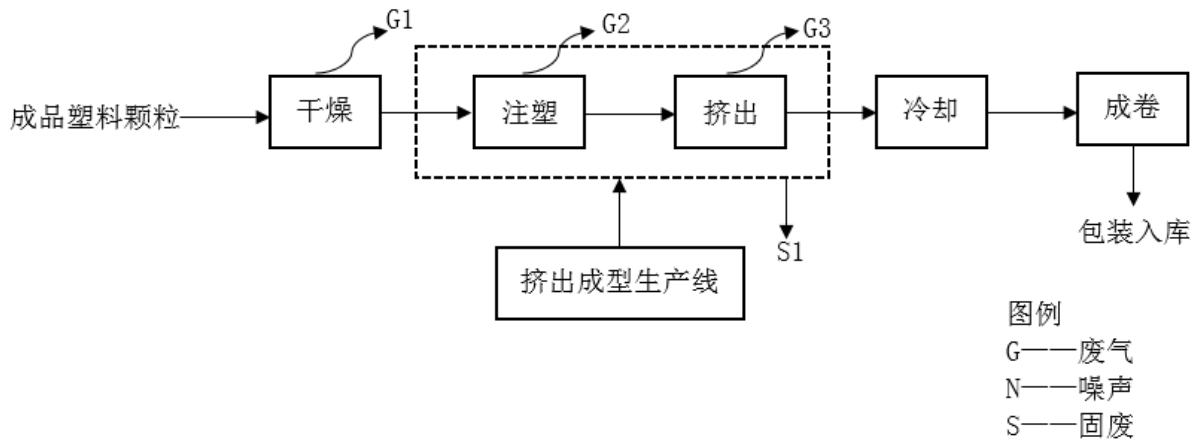 G1
G2
G3
成品塑料颗粒
干燥
注塑
挤出
冷却
成卷
挤出成型生产线
S1
包装入库
图例
G——废气
N——噪声
S——固废